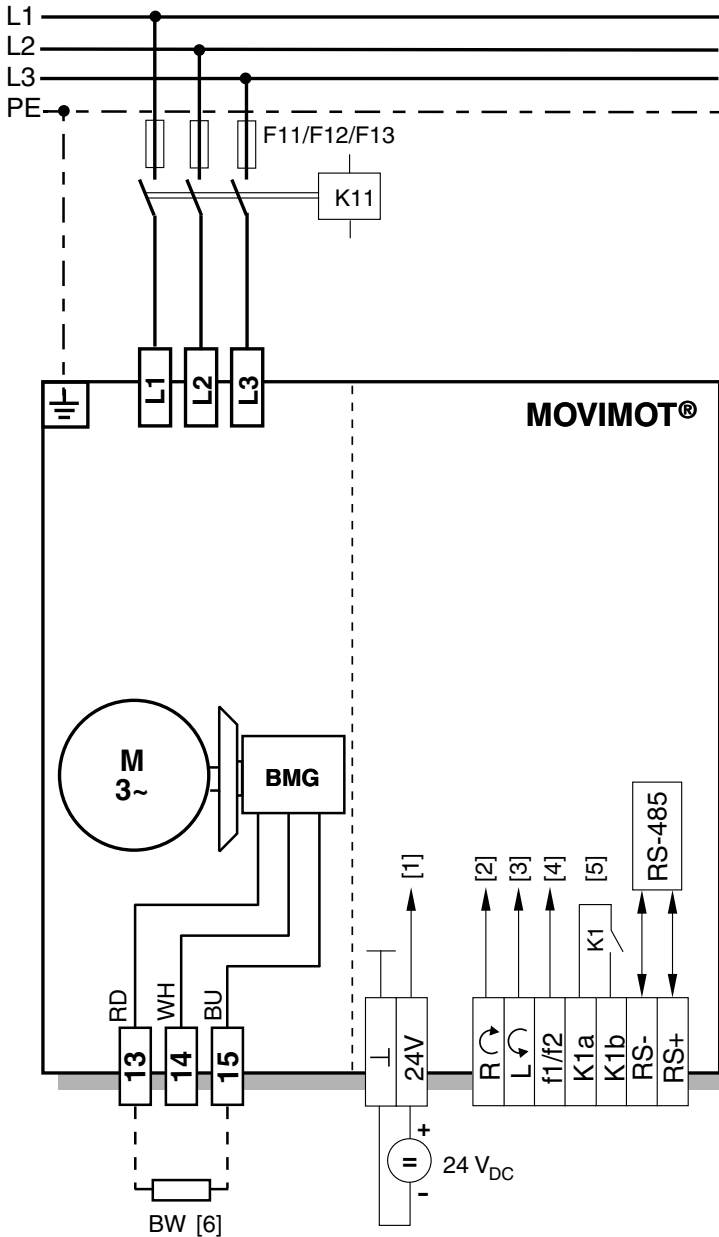 L1
L2
L3
PE
F11/F12/F13
K11
L1
L2
L3
MOVIMOT®
M
3~
BMG
RS-485
[1]
[2]
[3]
[4]
[5]
K1
RD
WH
BU
13
14
15
24V
R
L
f1/f2
K1a
K1b
RS-
RS+
+
=
-
24 VDC
BW [6]